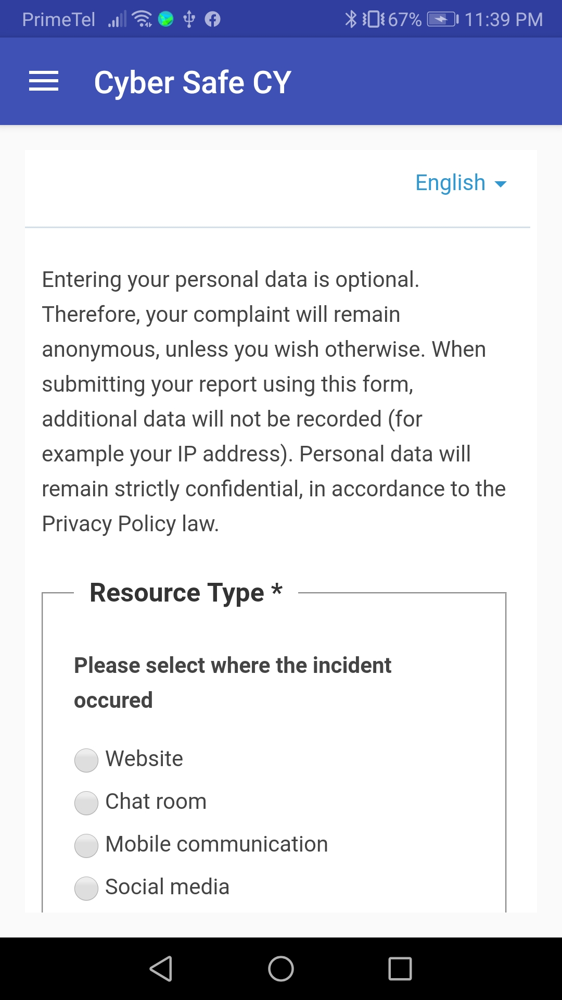 PrimeTel 67% 11:39 PM
Cyber Safe CY
English
Entering your personal data is optional.
Therefore, your complaint will remain
anonymous, unless you wish otherwise. When
submitting your report using this form,
additional data will not be recorded (for
example your IP address). Personal data will
remain strictly confidential, in accordance to the
Privacy Policy law.
Resource Type *
Please select where the incident
occured
Website
Chat room
Mobile communication
Social media